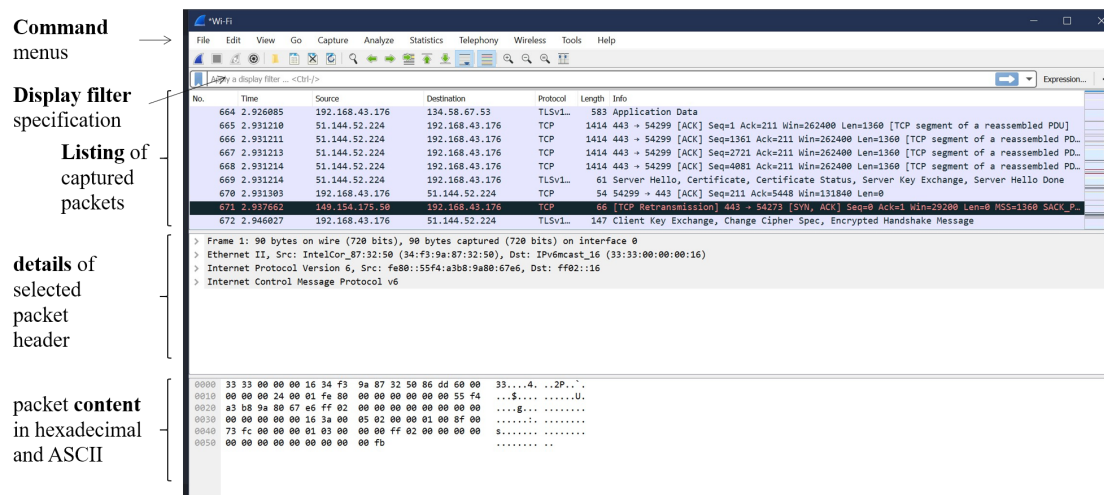 Command
menus
Display filter
specification
Listing of
captured
packets
details of
selected
packet
header
packet content
in hexadecimal
and ASCII
*Wi-Fi
File Edit View Go Capture Analyze Statistics Telephony Wireless Tools Help
Apply a display filter ... <Ctrl-/> Expression...
No. Time Source Destination Protocol Length Info
664 2.926085 192.168.43.176 134.58.67.53 TLSv1… 583 Application Data
665 2.931210 51.144.52.224 192.168.43.176 TCP 1414 443 → 54299 [ACK] Seq=1 Ack=211 Win=262400 Len=1360 [TCP segment of a reassembled PDU]
666 2.931211 51.144.52.224 192.168.43.176 TCP 1414 443 → 54299 [ACK] Seq=1361 Ack=211 Win=262400 Len=1360 [TCP segment of a reassembled PD…
667 2.931213 51.144.52.224 192.168.43.176 TCP 1414 443 → 54299 [ACK] Seq=2721 Ack=211 Win=262400 Len=1360 [TCP segment of a reassembled PD…
668 2.931214 51.144.52.224 192.168.43.176 TCP 1414 443 → 54299 [ACK] Seq=4081 Ack=211 Win=262400 Len=1360 [TCP segment of a reassembled PD…
669 2.931214 51.144.52.224 192.168.43.176 TLSv1… 61 Server Hello, Certificate, Certificate Status, Server Key Exchange, Server Hello Done
670 2.931303 192.168.43.176 51.144.52.224 TCP 54 54299 → 443 [ACK] Seq=211 Ack=5448 Win=131840 Len=0
671 2.937662 149.154.175.50 192.168.43.176 TCP 66 [TCP Retransmission] 443 → 54273 [SYN, ACK] Seq=0 Ack=1 Win=29200 Len=0 MSS=1360 SACK_P…
672 2.946027 192.168.43.176 51.144.52.224 TLSv1… 147 Client Key Exchange, Change Cipher Spec, Encrypted Handshake Message
> Frame 1: 90 bytes on wire (720 bits), 90 bytes captured (720 bits) on interface 0
> Ethernet II, Src: IntelCor_87:32:50 (34:f3:9a:87:32:50), Dst: IPv6mcast_16 (33:33:00:00:00:16)
> Internet Protocol Version 6, Src: fe80::55f4:a3b8:9a80:67e6, Dst: ff02::16
> Internet Control Message Protocol v6
0000 33 33 00 00 00 16 34 f3 9a 87 32 50 86 dd 60 00 33....4. ..2P..`.
0010 00 00 00 24 00 01 fe 80 00 00 00 00 00 00 55 f4 ...$.... ......U.
0020 a3 b8 9a 80 67 e6 ff 02 00 00 00 00 00 00 00 00 ....g... ........
0030 00 00 00 00 00 16 3a 00 05 02 00 00 01 00 8f 00 ......:. ........
0040 73 fc 00 00 00 01 03 00 00 00 ff 02 00 00 00 00 s....... ........
0050 00 00 00 00 00 00 00 00 00 fb ........ ..